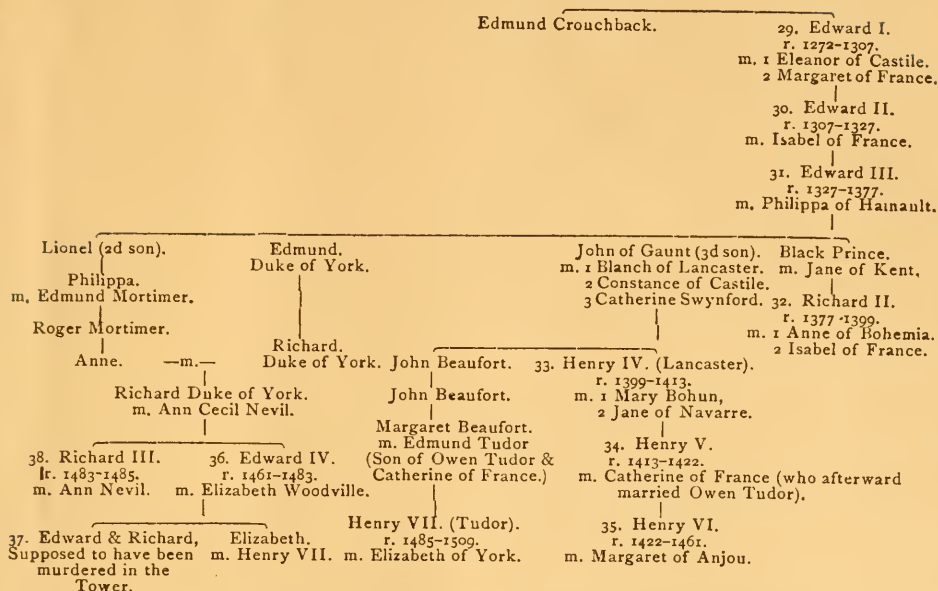 Edmund Crouchback.
29. Edward I.
r. 1272-1307.
m. 1 Eleanor of Castile.
2 Margaret of France.
30. Edward II.
r. 1307-1327.
m. Isabel of France.
31. Edward III.
r. 1327-1377.
m. Philippa of Hainault.
Lionel (2d son).
Philippa.
m. Edmund Mortimer.
Roger Mortimer.
Anne. —m.—
Edmund.
Duke of York.
Richard.
Duke of York.
John of Gaunt (3d son).
m. 1 Blanch of Lancaster.
2 Constance of Castile.
3 Catherine Swynford.
Black Prince.
m. Jane of Kent,
32. Richard II.
r. 1377-1399.
m. 1 Anne of Bohemia.
2 Isabel of France.
Richard Duke of York.
m. Ann Cecil Nevil.
John Beaufort.
John Beaufort.
Margaret Beaufort.
m. Edmund Tudor
(Son of Owen Tudor &
Catherine of France.)
33. Henry IV. (Lancaster).
r. 1399-1413.
m. 1 Mary Bohun,
2 Jane of Navarre.
34. Henry V.
r. 1413-1422.
m. Catherine of France (who afterward
married Owen Tudor).
35. Henry VI.
r. 1422-1461.
m. Margaret of Anjou.
38. Richard III.
r. 1483-1485.
m. Ann Nevil.
36. Edward IV.
r. 1461-1483.
m. Elizabeth Woodville.
37. Edward & Richard,
Supposed to have been
murdered in the
Tower.
Elizabeth.
m. Henry VII.
Henry VII. (Tudor).
r. 1485-1509.
m. Elizabeth of York.